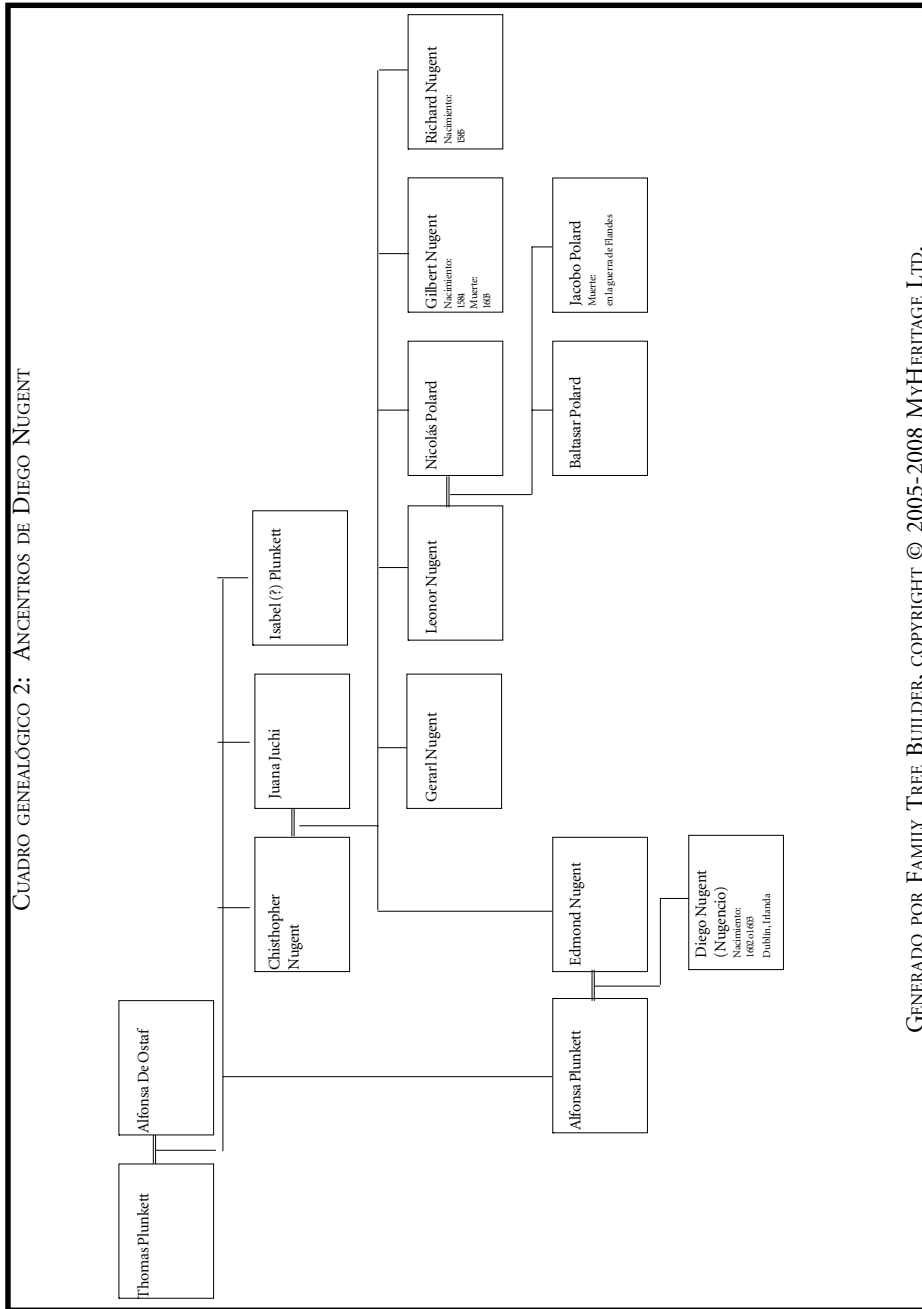 CUADRO GENEALÓGICO 2: ANCENTROS DE DIEGO NUGENT
Thomas Plunkett
Alfonsa De Ostaf
Chisthopher
Nugent
Juana Juchi
Isabel (?) Plunkett
Alfonsa Plunkett
Edmond Nugent
Gerarl Nugent
Leonor Nugent
Nicolás Polard
Gilbert Nugent
Nacimiento:
1584
Muerte:
1603
Richard Nugent
Nacimiento:
1585
Diego Nugent
(Nugencio)
Nacimiento:
1602 o 1603
Dublín, Irlanda
Baltasar Polard
Jacobo Polard
Muerte:
en la guerra de Flandes
GENERADO POR FAMILY TREE BUILDER, COPYRIGHT © 2005-2008 MYHERITAGE LTD.